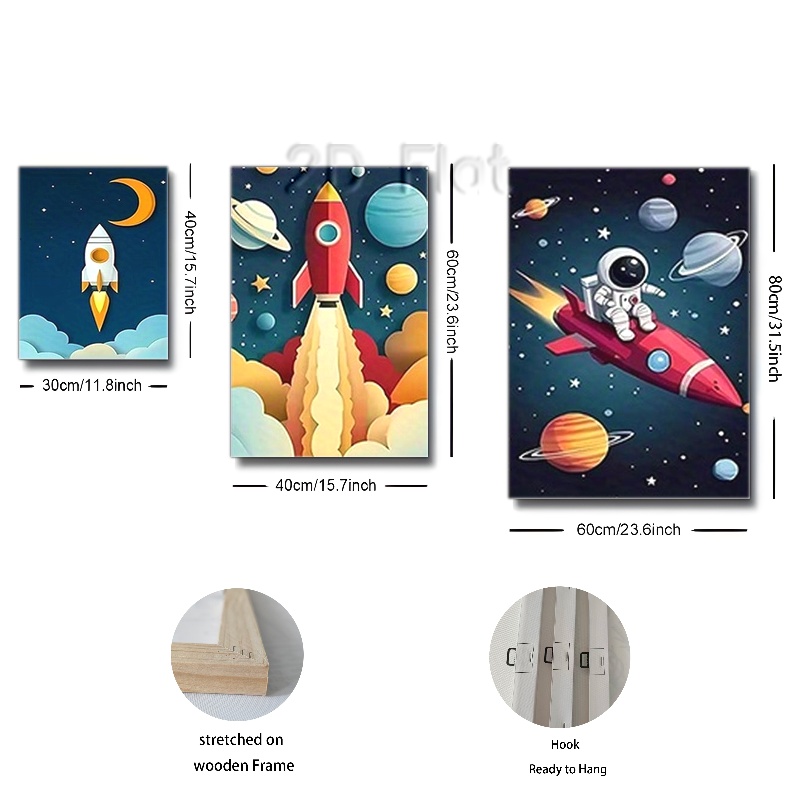 2D Flat
40cm/15.7inch
30cm/11.8inch
60cm/23.6inch
40cm/15.7inch
80cm/31.5inch
60cm/23.6inch
stretched on
wooden Frame
Hook
Ready to Hang